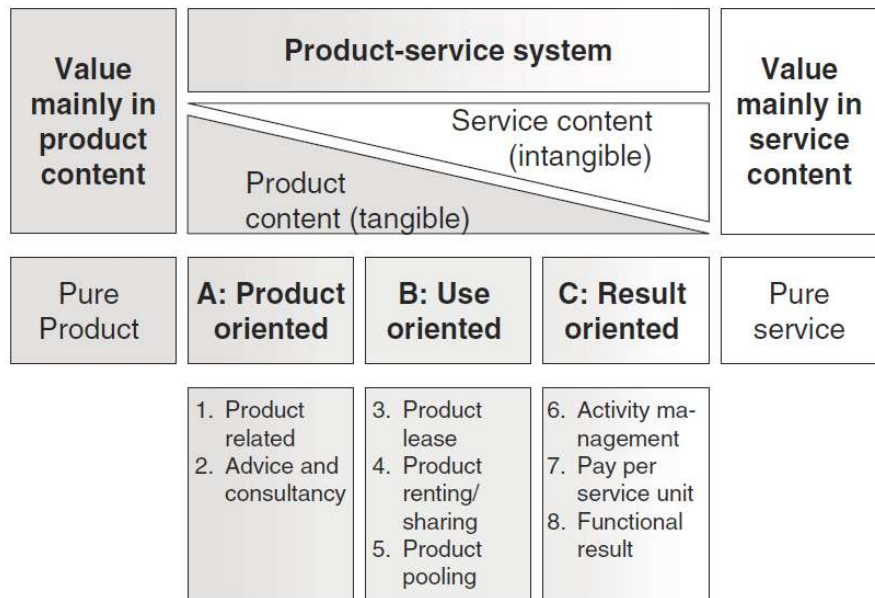 Value
mainly in
product
content
Product-service system
Service content
(intangible)
Product
content (tangible)
Value
mainly in
service
content
Pure
Product
A: Product
oriented
B: Use
oriented
C: Result
oriented
Pure
service
1. Product
related
2. Advice and
consultancy
3. Product
lease
4. Product
renting/
sharing
5. Product
pooling
6. Activity ma-
nagement
7. Pay per
service unit
8. Functional
result